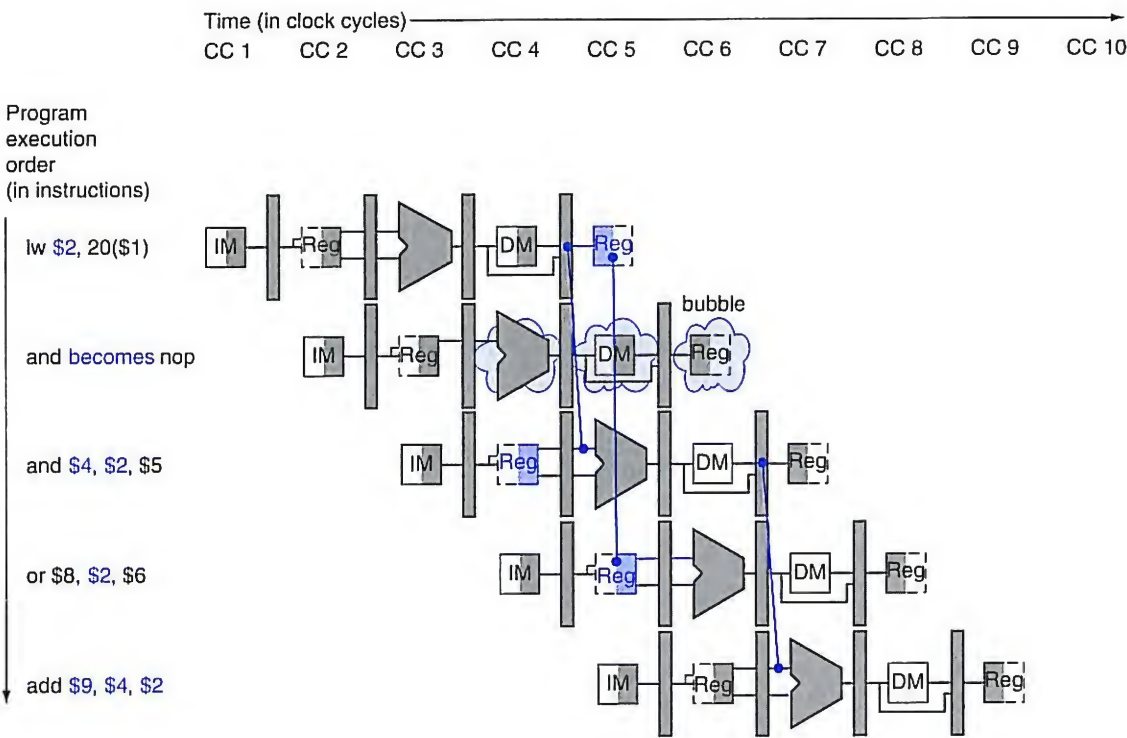 Time (in clock cycles)
CC 1 CC 2 CC 3 CC 4 CC 5 CC 6 CC 7 CC 8 CC 9 CC 10
Program
execution
order
(in instructions)
lw $2, 20($1)
IM Reg DM Reg
bubble
and becomes nop
IM Reg DM Reg
and $4, $2, $5
IM Reg DM Reg
or $8, $2, $6
IM Reg DM Reg
add $9, $4, $2
IM Reg DM Reg